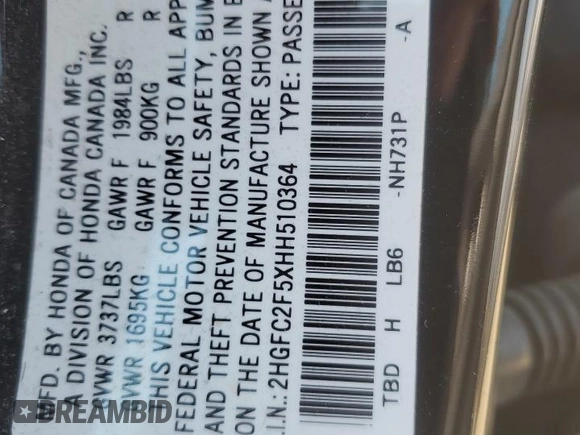 MFD. BY HONDA OF CANADA MFG.,
A DIVISION OF HONDA CANADA INC.
GVWR 3737LBS GAWR F 1984LBS R
GVWR 1695KG GAWR F 900KG R
THIS VEHICLE CONFORMS TO ALL APP
FEDERAL MOTOR VEHICLE SAFETY, BUM
AND THEFT PREVENTION STANDARDS IN E
ON THE DATE OF MANUFACTURE SHOWN A
.I.N.: 2HGFC2F5XHH510364 TYPE: PASSE
TBD H LB6 -NH731P -A
DREAMBID